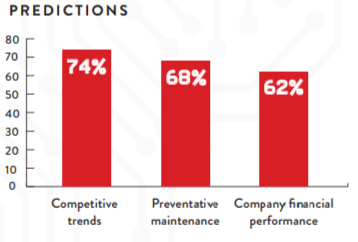 PREDICTIONS
80
70
60
50
40
30
20
10
0
74%
68%
62%
Competitive
trends
Preventative
maintenance
Company financial
performance